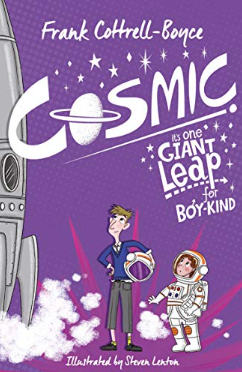 Frank Cottrell-Boyce
COSMIC.
it's one
GIANT
Leap
for
BOY-KIND
Illustrated by Steven Lenton